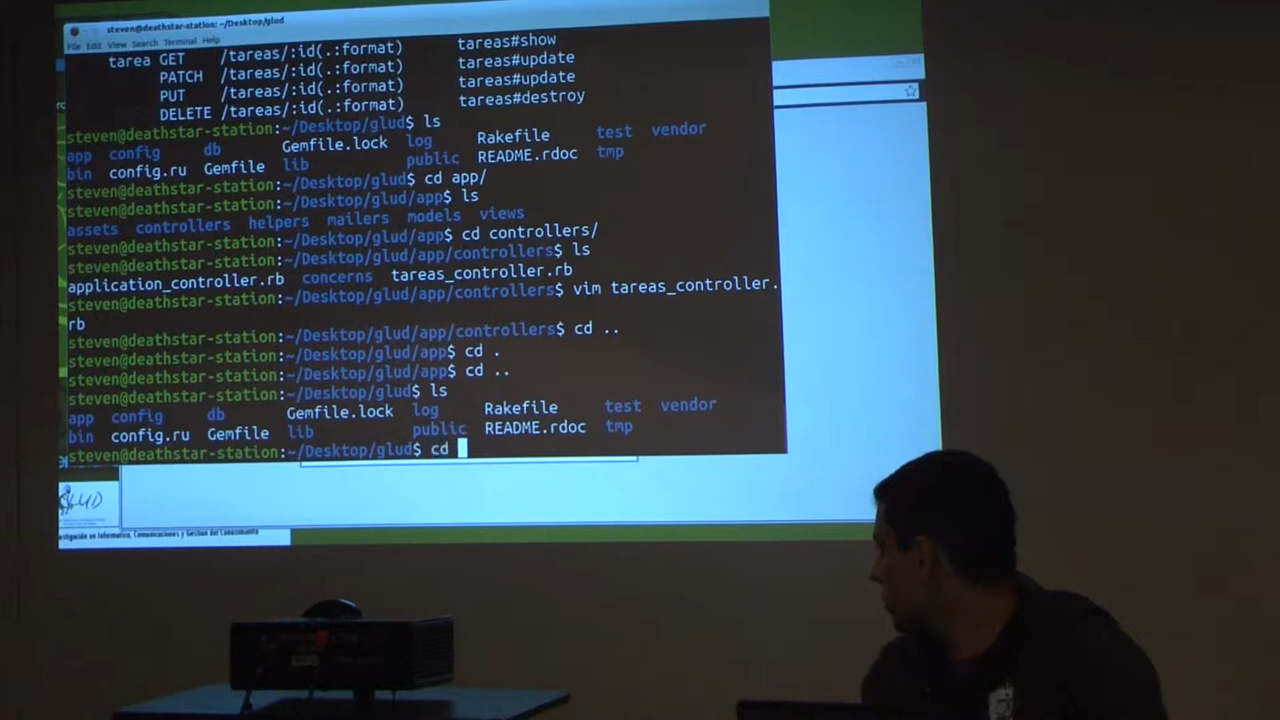 steven@deathstar-station: ~/Desktop/glud
File Edit View Search Terminal Help
tarea GET /tareas/:id(.:format) tareas#show
PATCH /tareas/:id(.:format) tareas#update
PUT /tareas/:id(.:format) tareas#update
DELETE /tareas/:id(.:format) tareas#destroy
steven@deathstar-station:~/Desktop/glud$ ls
app config db Gemfile.lock log Rakefile test vendor
bin config.ru Gemfile lib public README.rdoc tmp
steven@deathstar-station:~/Desktop/glud$ cd app/
steven@deathstar-station:~/Desktop/glud/app$ ls
assets controllers helpers mailers models views
steven@deathstar-station:~/Desktop/glud/app$ cd controllers/
steven@deathstar-station:~/Desktop/glud/app/controllers$ ls
application_controller.rb concerns tareas_controller.rb
steven@deathstar-station:~/Desktop/glud/app/controllers$ vim tareas_controller.
rb
steven@deathstar-station:~/Desktop/glud/app/controllers$ cd ..
steven@deathstar-station:~/Desktop/glud/app$ cd .
steven@deathstar-station:~/Desktop/glud/app$ cd ..
steven@deathstar-station:~/Desktop/glud$ ls
app config db Gemfile.lock log Rakefile test vendor
bin config.ru Gemfile lib public README.rdoc tmp
steven@deathstar-station:~/Desktop/glud$ cd
Informatica, Comunicaciones y Gestion del Conocimiento